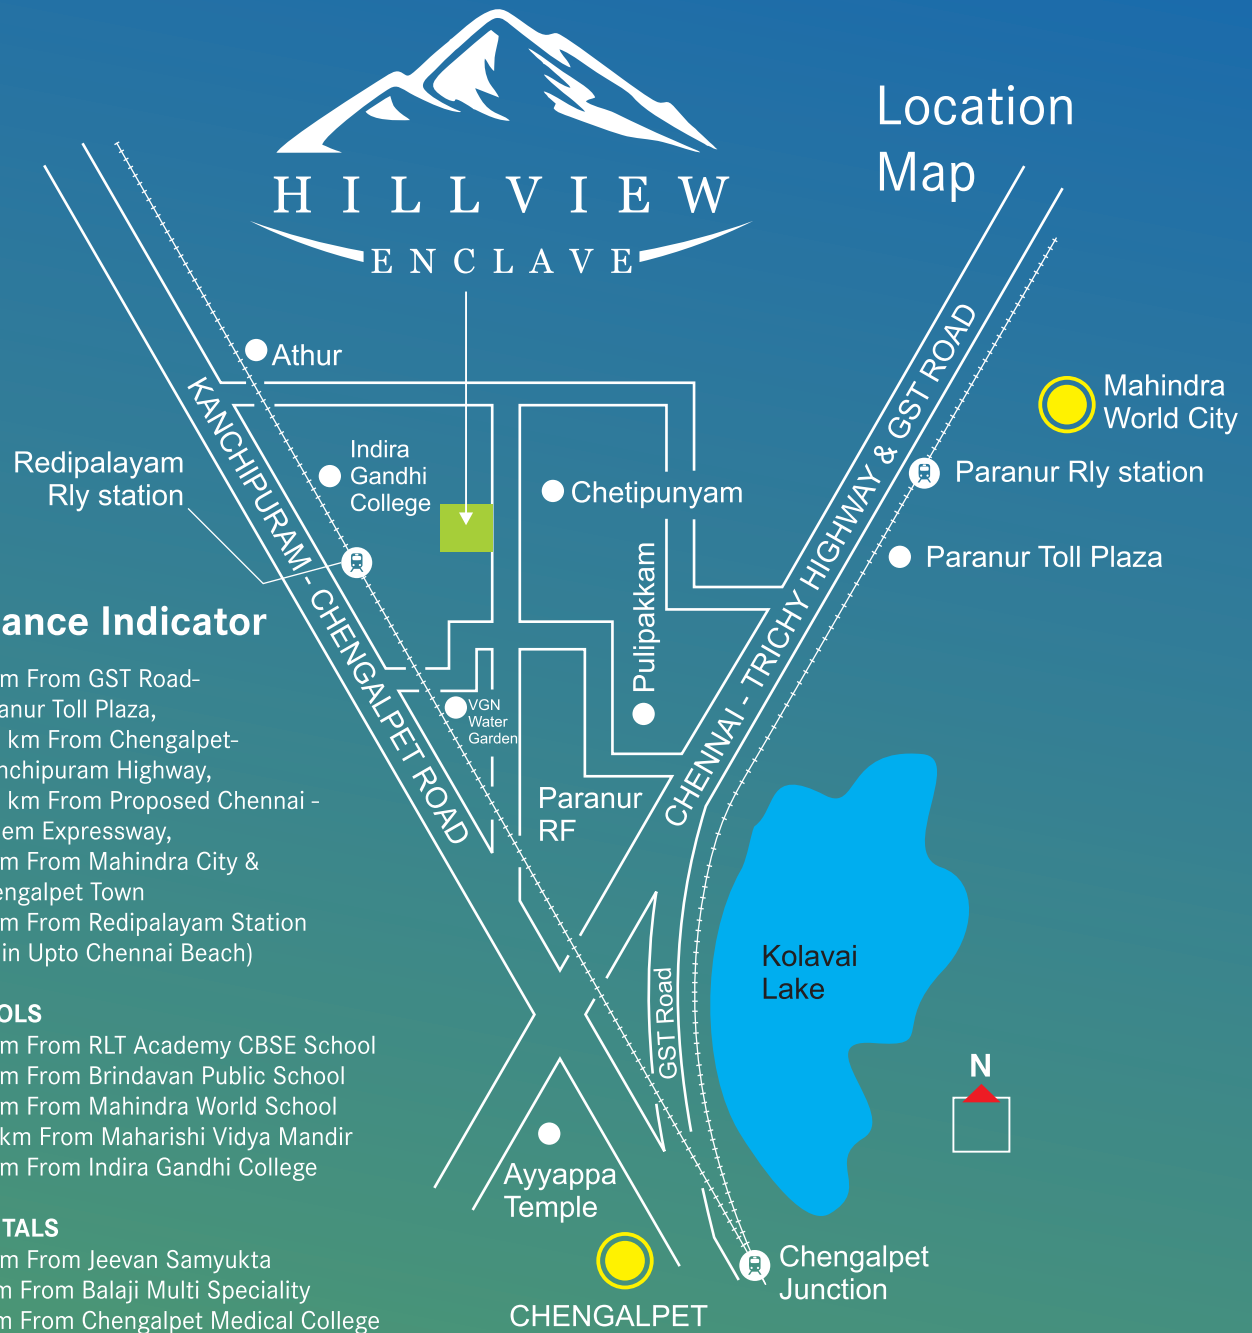 HILLVIEW
ENCLAVE
Location
Map
Athur
KANCHIPURAM - CHENGALPET ROAD
Indira
Gandhi
College
Redipalayam
Rly station
Chetipunyam
Pulipakkam
CHENNAI - TRICHY HIGHWAY & GST ROAD
Mahindra
World City
Paranur Rly station
Paranur Toll Plaza
VGN
Water
Garden
Paranur
RF
GST Road
Kolavai
Lake
N
Ayyappa
Temple
CHENGALPET
Chengalpet
Junction
ance Indicator
m From GST Road-
anur Toll Plaza,
km From Chengalpet-
nchipuram Highway,
km From Proposed Chennai -
em Expressway,
m From Mahindra City &
engalpet Town
m From Redipalayam Station
in Upto Chennai Beach)
OLS
m From RLT Academy CBSE School
m From Brindavan Public School
m From Mahindra World School
km From Maharishi Vidya Mandir
m From Indira Gandhi College
TALS
m From Jeevan Samyukta
m From Balaji Multi Speciality
m From Chengalpet Medical College